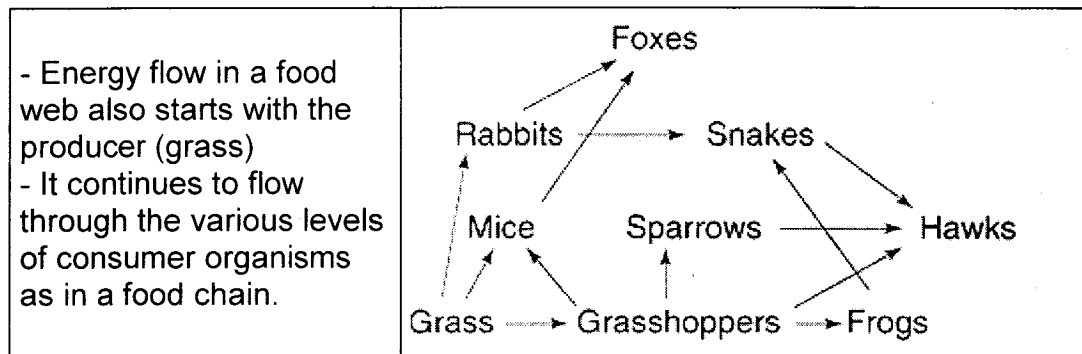 - Energy flow in a food
web also starts with the
producer (grass)
- It continues to flow
through the various levels
of consumer organisms
as in a food chain.
Foxes
Rabbits
Snakes
Mice
Sparrows
Hawks
Grass
Grasshoppers
Frogs